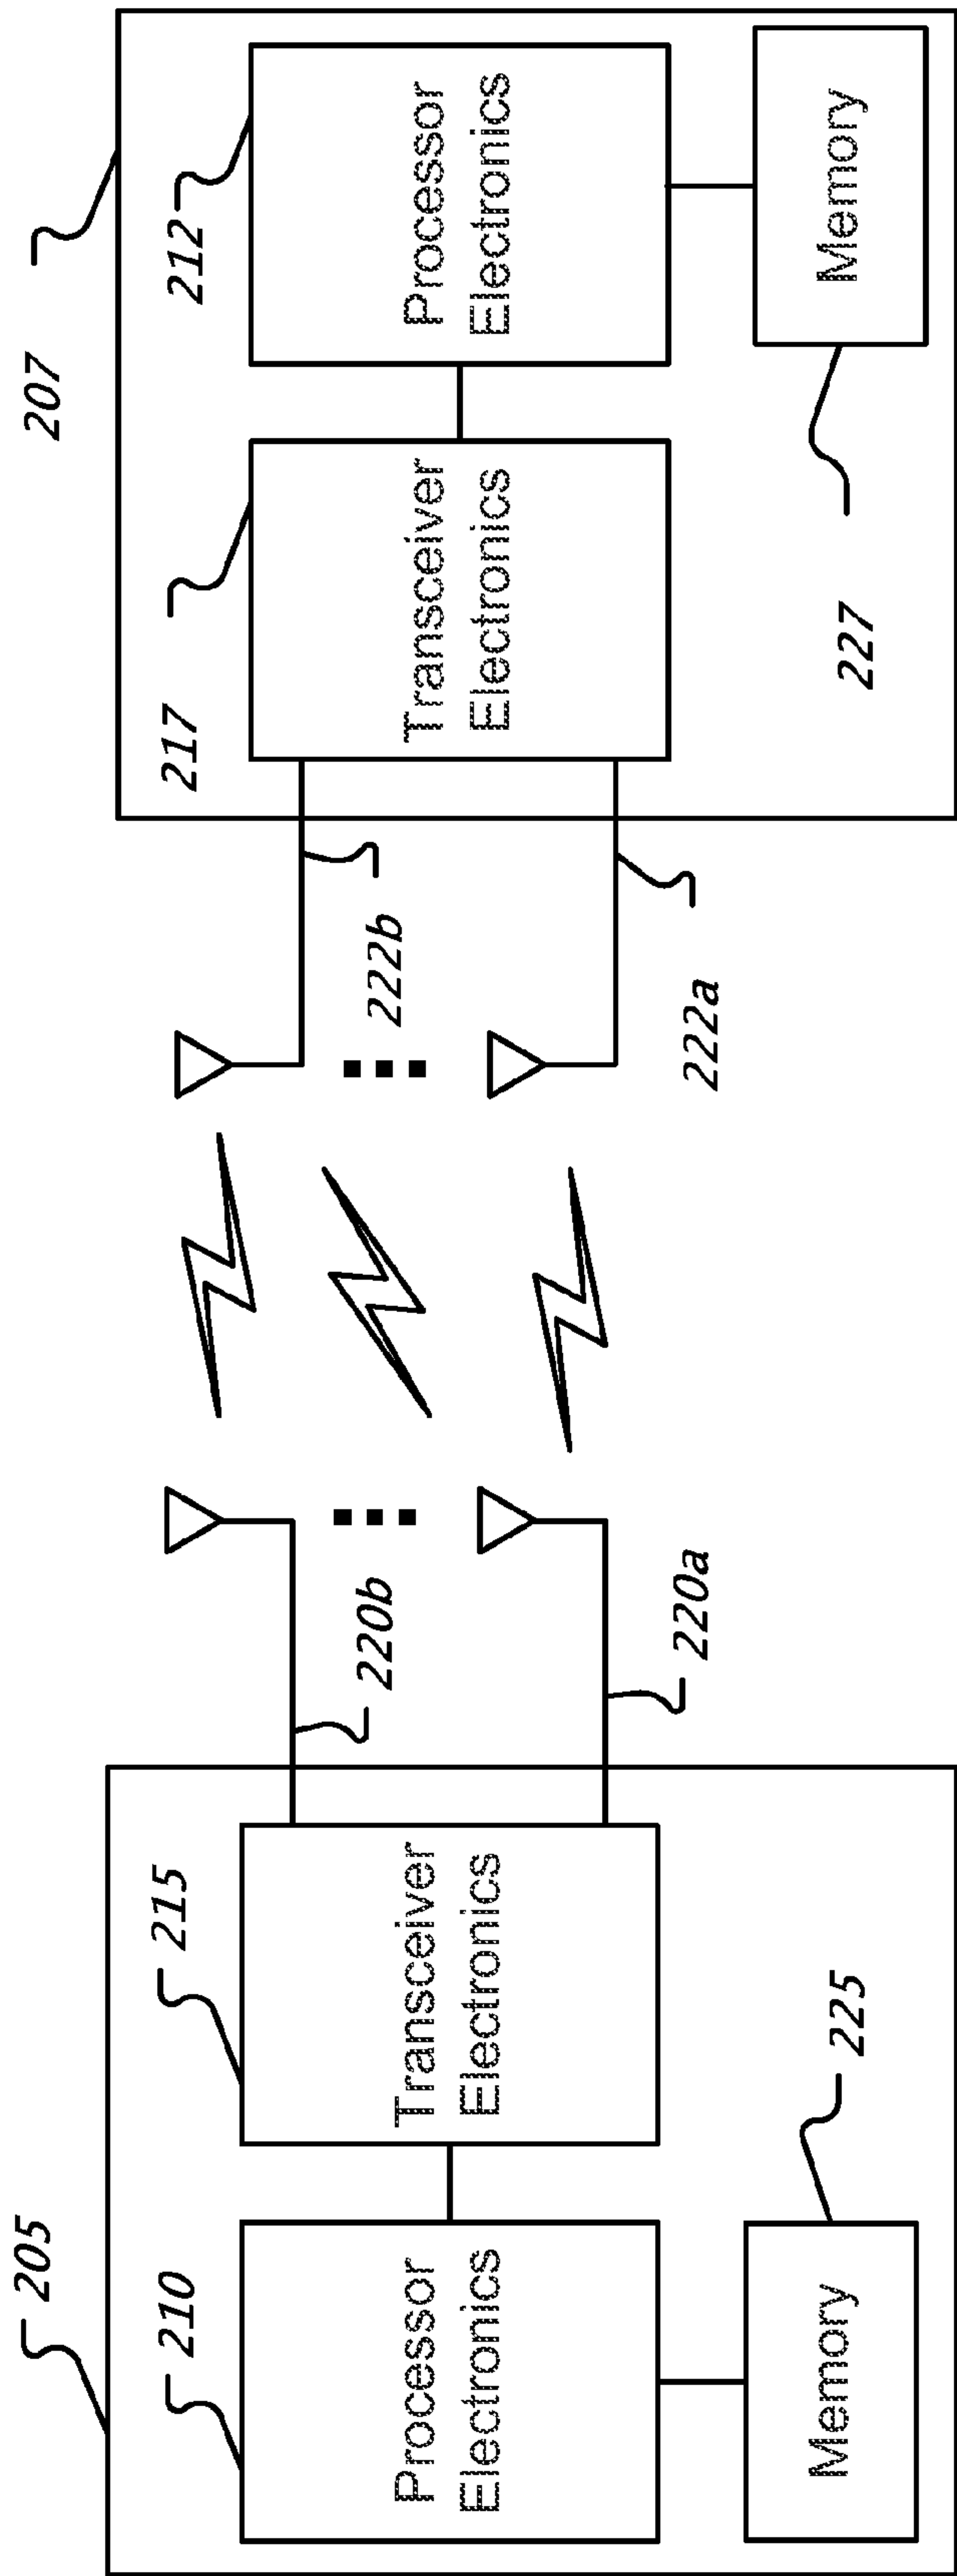 205
207
210
Processor
Electronics
215
Transceiver
Electronics
Memory
225
220b
220a
222b
222a
217
Transceiver
Electronics
212
Processor
Electronics
227
Memory